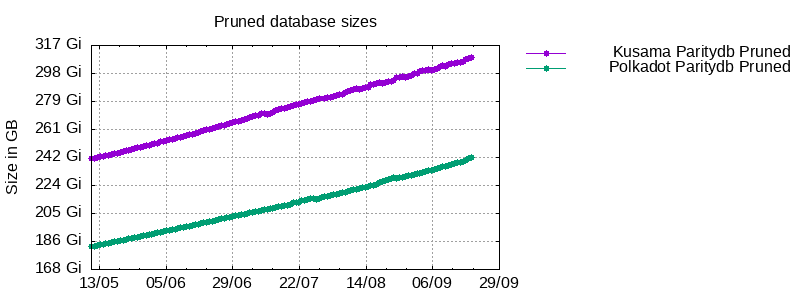 Pruned database sizes
317 Gi
298 Gi
279 Gi
261 Gi
242 Gi
224 Gi
205 Gi
186 Gi
168 Gi
Size in GB
13/05 05/06 29/06 22/07 14/08 06/09 29/09
Kusama Paritydb Pruned
Polkadot Paritydb Pruned